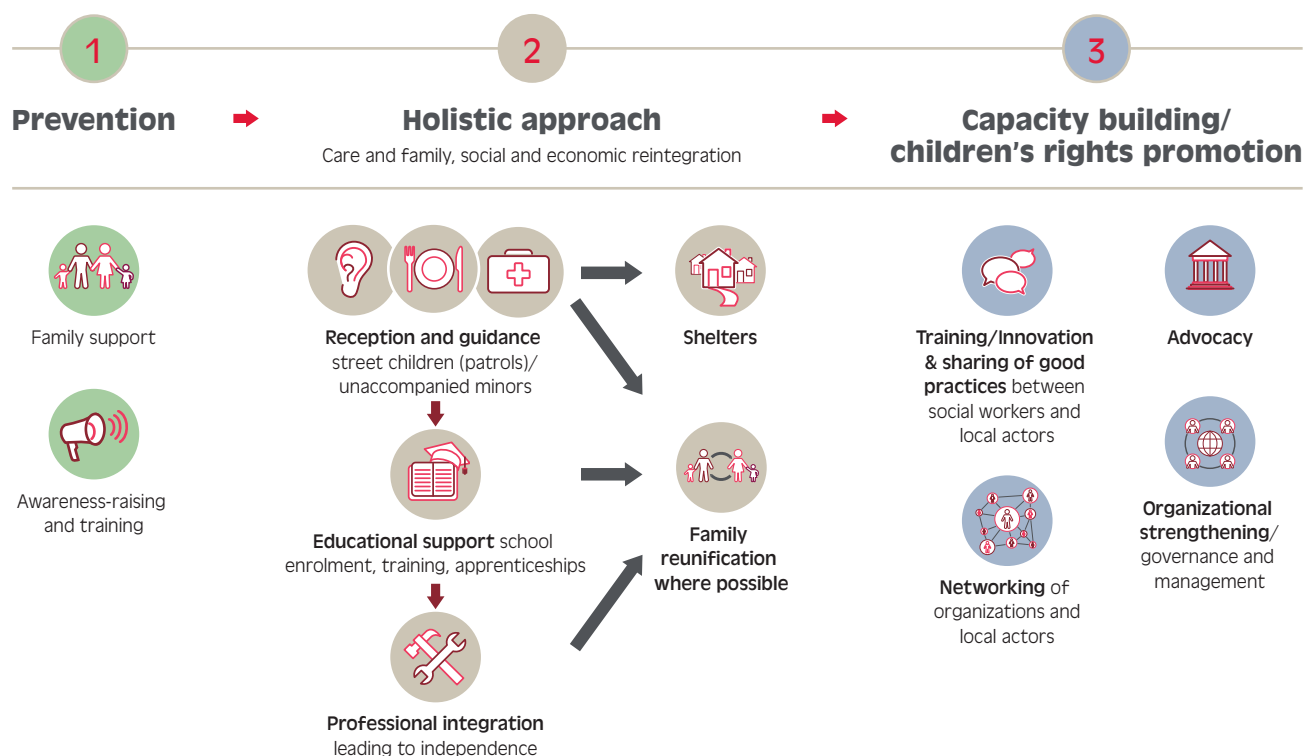 1
Prevention
2
Holistic approach
Care and family, social and economic reintegration
3
Capacity building/
children's rights promotion
Family support
Awareness-raising
and training
Reception and guidance
street children (patrols)/
unaccompanied minors
Shelters
Educational support school
enrolment, training, apprenticeships
Family
reunification
where possible
Professional integration
leading to independence
Training/Innovation
& sharing of good
practices between
social workers and
local actors
Advocacy
Networking of
organizations and
local actors
Organizational
strengthening/
governance and
management